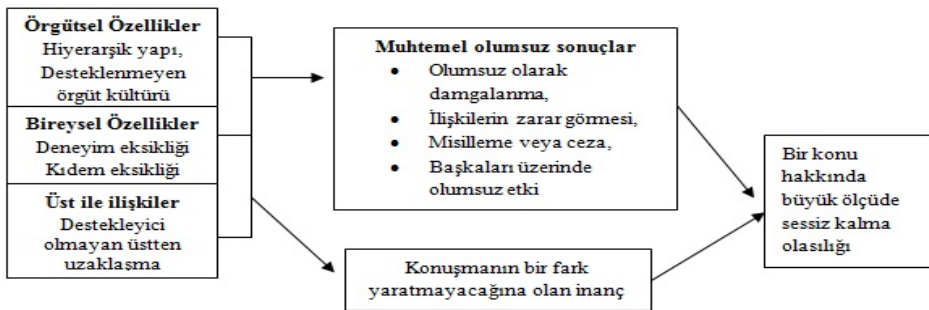 Örgütsel Özellikler
Hiyerarşik yapı,
Desteklenmeyen
örgüt kültürü
Bireysel Özellikler
Deneyim eksikliği
Kıdem eksikliği
Üst ile ilişkiler
Destekleyici
olmayan üstten
uzaklaşma
Muhtemel olumsuz sonuçlar
• Olumsuz olarak
damgalanma,
• İlişkilerin zarar görmesi,
• Misilleme veya ceza,
• Başkaları üzerinde
olumsuz etki
Konuşmanın bir fark
yaratmayacağına olan inanç
Bir konu
hakkında
büyük ölçüde
sessiz kalma
olasılığı